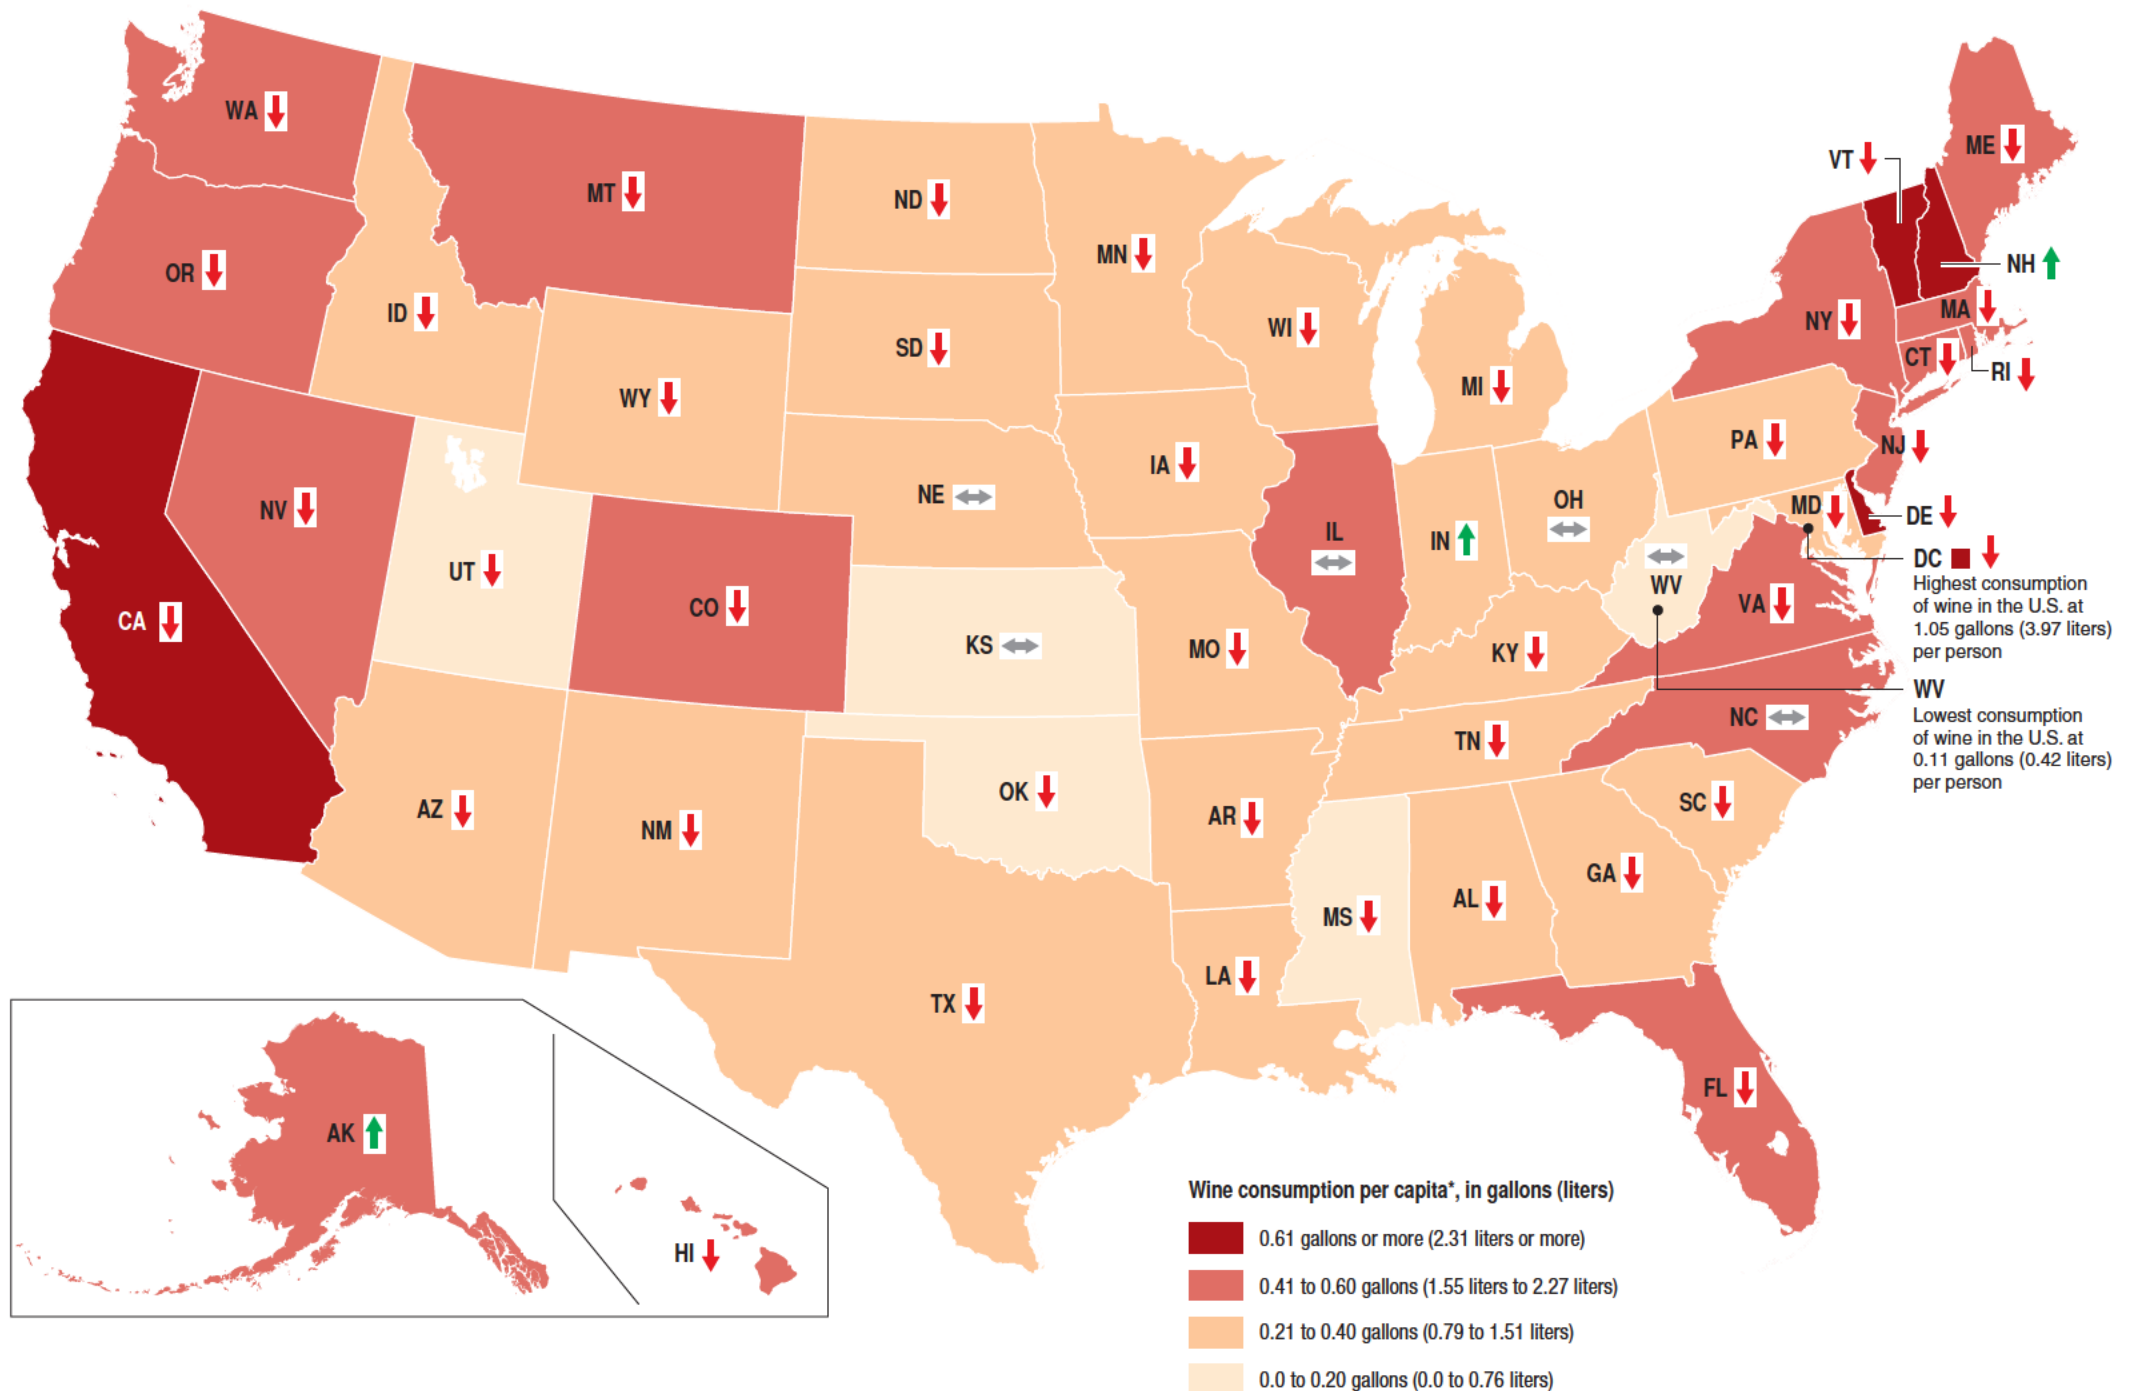 WA
MT
ND
MN
VT
ME
OR
ID
SD
WI
MI
NH
MA
NY
CT
RI
WY
NE
IA
PA
NJ
NV
UT
CO
KS
MO
IL
IN
OH
MD
DE
DC
Highest consumption
of wine in the U.S. at
1.05 gallons (3.97 liters)
per person
CA
KY
WV
VA
WV
Lowest consumption
of wine in the U.S. at
0.11 gallons (0.42 liters)
per person
NC
TN
AZ
NM
OK
AR
SC
MS
AL
GA
TX
LA
FL
AK
HI
Wine consumption per capita*, in gallons (liters)
0.61 gallons or more (2.31 liters or more)
0.41 to 0.60 gallons (1.55 liters to 2.27 liters)
0.21 to 0.40 gallons (0.79 to 1.51 liters)
0.0 to 0.20 gallons (0.0 to 0.76 liters)